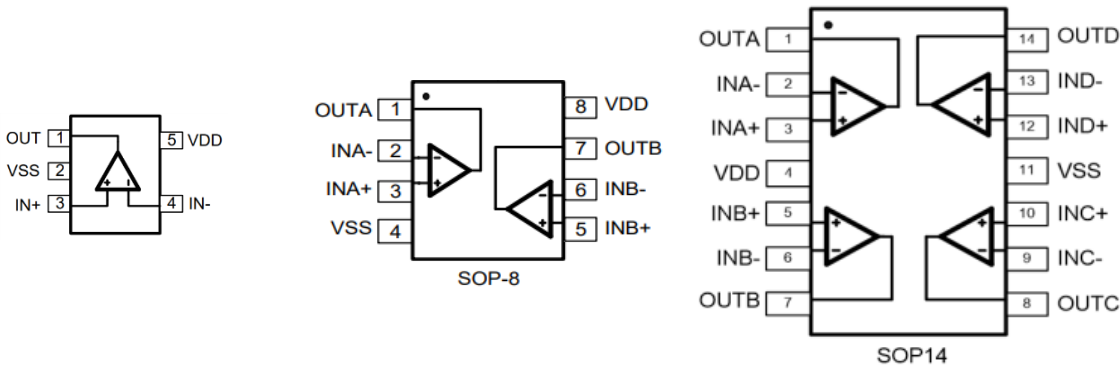 OUT 1
VSS 2
IN+ 3
5 VDD
4 IN-
+ -
OUTA 1
INA- 2
INA+ 3
VSS 4
8 VDD
7 OUTB
6 INB-
5 INB+
-
+
-
+
SOP-8
OUTA 1
INA- 2
INA+ 3
VDD 4
INB+ 5
INB- 6
OUTB 7
14 OUTD
13 IND-
12 IND+
11 VSS
10 INC+
9 INC-
8 OUTC
-
+
-
+
+
-
+
-
SOP14